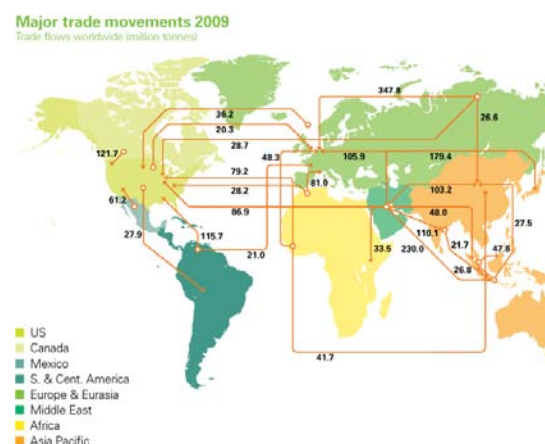 Major trade movements 2009
Trade flows worldwide (million tonnes)
347.8
36.2
20.3
26.6
28.7
121.7
48.3
105.9
179.4
79.2
81.0
103.2
28.2
61.2
86.9
48.0
27.5
27.9
115.7
110.1
21.0
33.5
230.0
21.7
47.6
26.8
41.7
US
Canada
Mexico
S. & Cent. America
Europe & Eurasia
Middle East
Africa
Asia Pacific